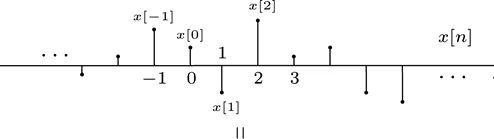 x[2]
x[−1]
x[0]
x[n]
· · ·
1
−1 0 2 3
· · ·
x[1]
=